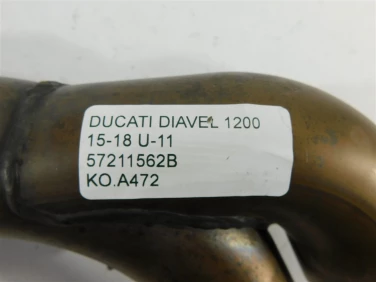 DUCATI DIAVEL 1200
15-18 U-11
57211562B
KO.A472